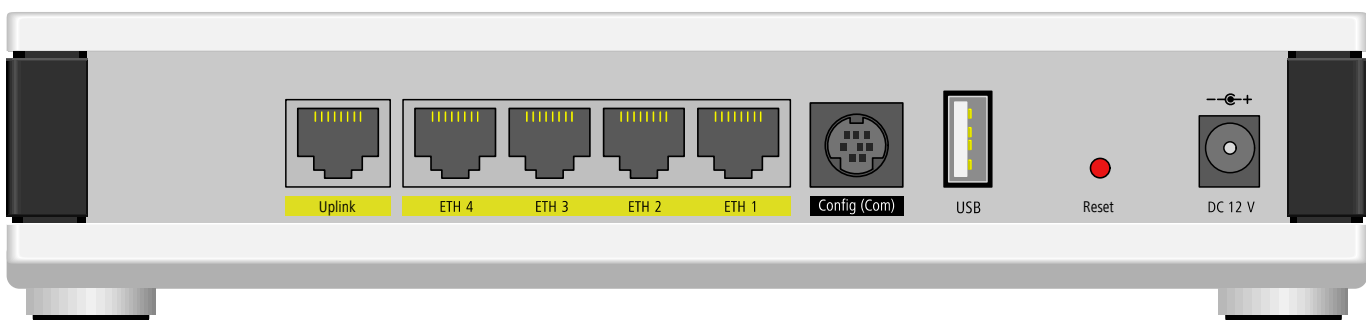 Uplink
ETH 4
ETH 3
ETH 2
ETH 1
Config (Com)
USB
Reset
DC 12 V